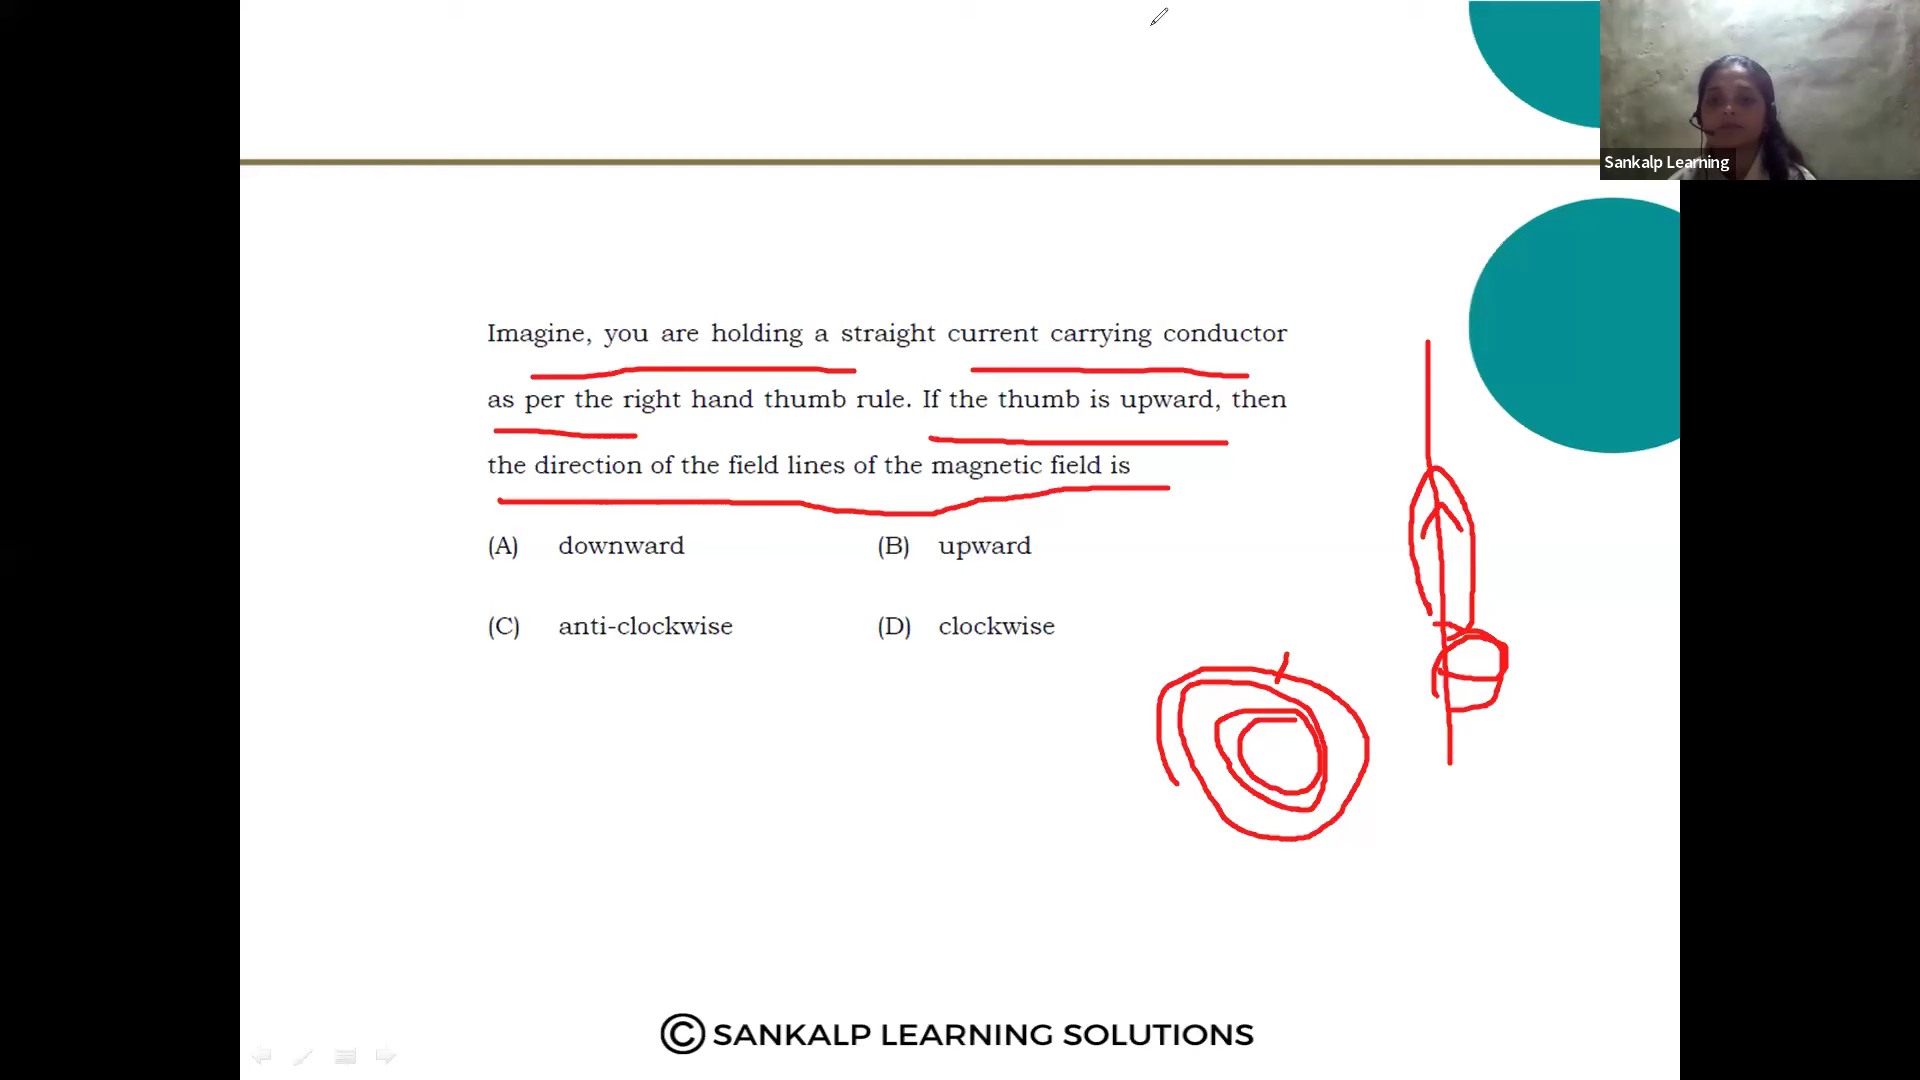 Sankalp Learning
Imagine, you are holding a straight current carrying conductor
as per the right hand thumb rule. If the thumb is upward, then
the direction of the field lines of the magnetic field is
(A) downward (B) upward
(C) anti-clockwise (D) clockwise
© SANKALP LEARNING SOLUTIONS